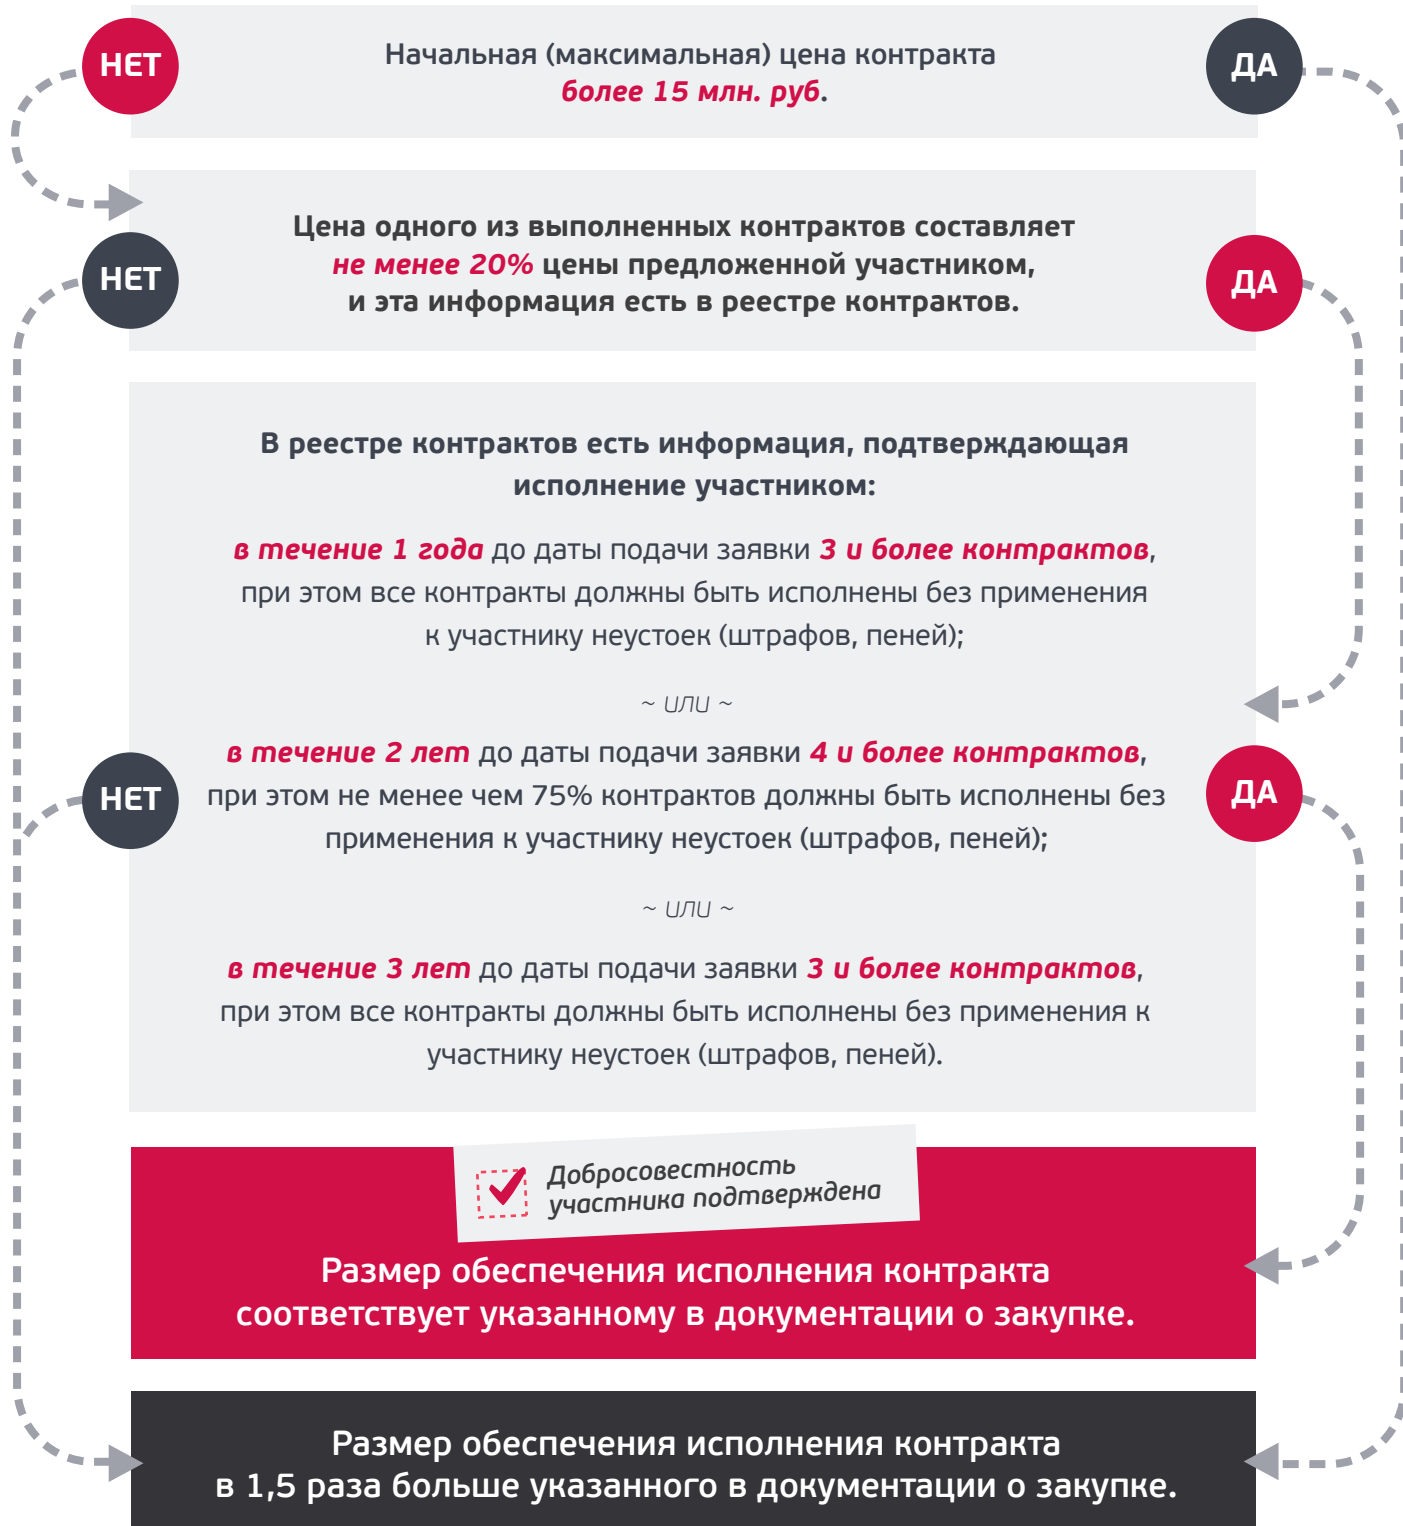 НЕТ
Начальная (максимальная) цена контракта
более 15 млн. руб.
ДА
Цена одного из выполненных контрактов составляет
не менее 20% цены предложенной участником,
и эта информация есть в реестре контрактов.
НЕТ
ДА
В реестре контрактов есть информация, подтверждающая
исполнение участником:
в течение 1 года до даты подачи заявки 3 и более контрактов,
при этом все контракты должны быть исполнены без применения
к участнику неустоек (штрафов, пеней);
~ или ~
в течение 2 лет до даты подачи заявки 4 и более контрактов,
при этом не менее чем 75% контрактов должны быть исполнены без
применения к участнику неустоек (штрафов, пеней);
НЕТ
ДА
~ или ~
в течение 3 лет до даты подачи заявки 3 и более контрактов,
при этом все контракты должны быть исполнены без применения к
участнику неустоек (штрафов, пеней).
Добросовестность
участника подтверждена
Размер обеспечения исполнения контракта
соответствует указанному в документации о закупке.
Размер обеспечения исполнения контракта
в 1,5 раза больше указанного в документации о закупке.